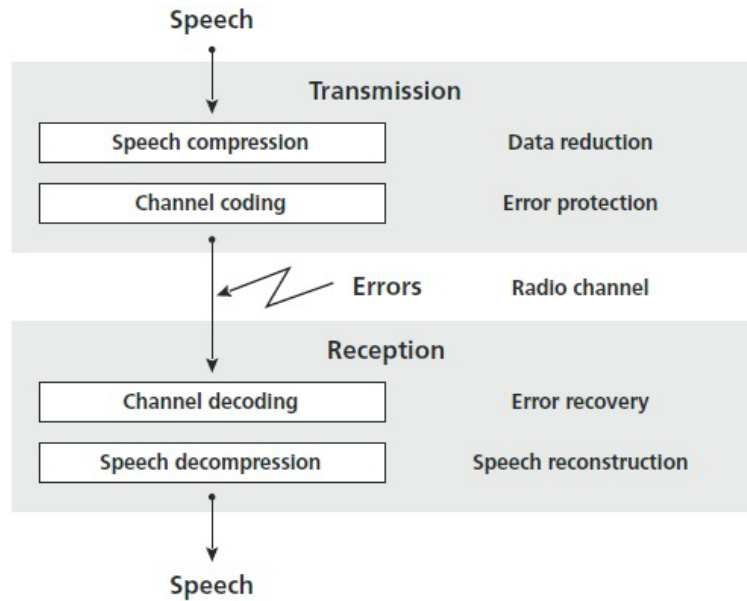 Speech
Transmission
Speech compression Data reduction
Channel coding Error protection
Errors Radio channel
Reception
Channel decoding Error recovery
Speech decompression Speech reconstruction
Speech